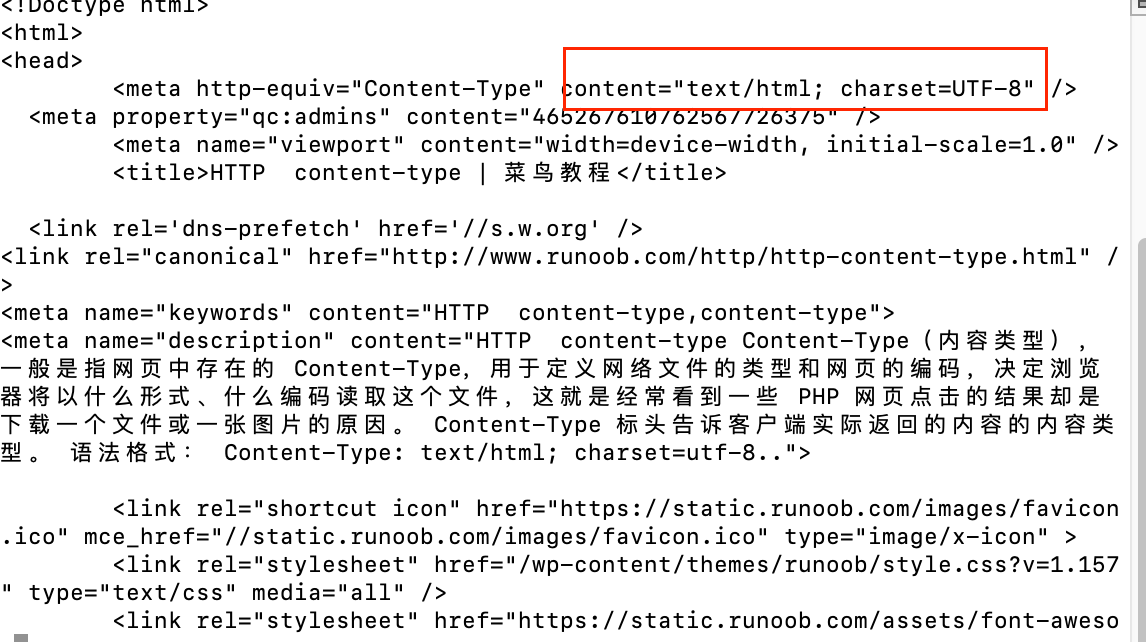 <!Doctype html>
<html>
<head>
<meta http-equiv="Content-Type" content="text/html; charset=UTF-8" />
<meta property="qc:admins" content="465267610762567726375" />
<meta name="viewport" content="width=device-width, initial-scale=1.0" />
<title>HTTP  content-type | 菜鸟教程</title>
<link rel='dns-prefetch' href='//s.w.org' />
<link rel="canonical" href="http://www.runoob.com/http/http-content-type.html" /
>
<meta name="keywords" content="HTTP  content-type,content-type">
<meta name="description" content="HTTP  content-type Content-Type（内容类型），
一般是指网页中存在的 Content-Type，用于定义网络文件的类型和网页的编码，决定浏览
器将以什么形式、什么编码读取这个文件，这就是经常看到一些 PHP 网页点击的结果却是
下载一个文件或一张图片的原因。 Content-Type 标头告诉客户端实际返回的内容的内容类
型。 语法格式： Content-Type: text/html; charset=utf-8..">
<link rel="shortcut icon" href="https://static.runoob.com/images/favicon
.ico" mce_href="//static.runoob.com/images/favicon.ico" type="image/x-icon" >
<link rel="stylesheet" href="/wp-content/themes/runoob/style.css?v=1.157
" type="text/css" media="all" />
<link rel="stylesheet" href="https://static.runoob.com/assets/font-aweso